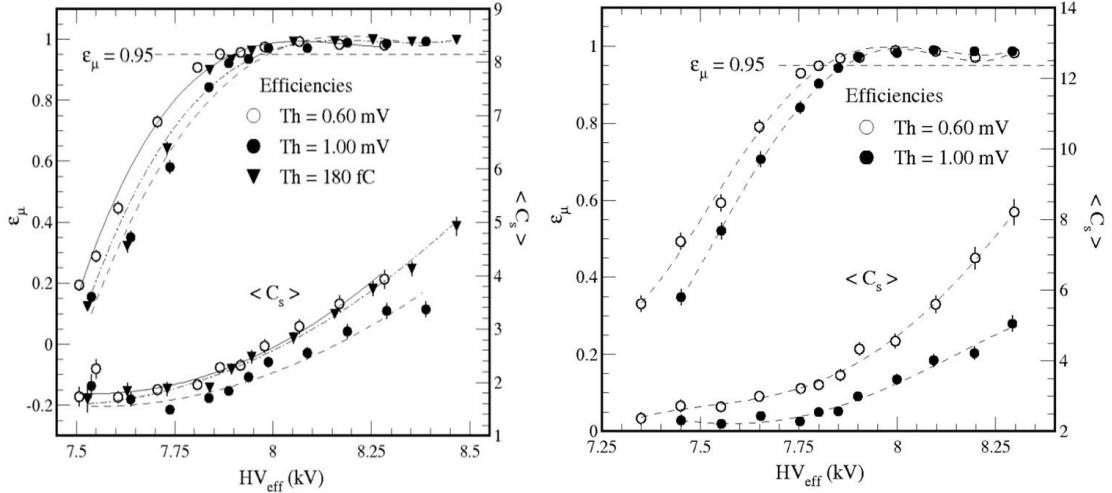 1
0.8
0.6
0.4
0.2
0
-0.2
ε_μ
ε_μ = 0.95
Efficiencies
Th = 0.60 mV
Th = 1.00 mV
Th = 180 fC
< C_s >
9
8
7
6
5
4
3
2
1
< C_s >
7.5 7.75 8 8.25 8.5
HV_eff (kV)
1
0.8
0.6
0.4
0.2
0
ε_μ
ε_μ = 0.95
Efficiencies
Th = 0.60 mV
Th = 1.00 mV
< C_s >
14
12
10
8
6
4
2
< C_s >
7.25 7.5 7.75 8 8.25
HV_eff (kV)